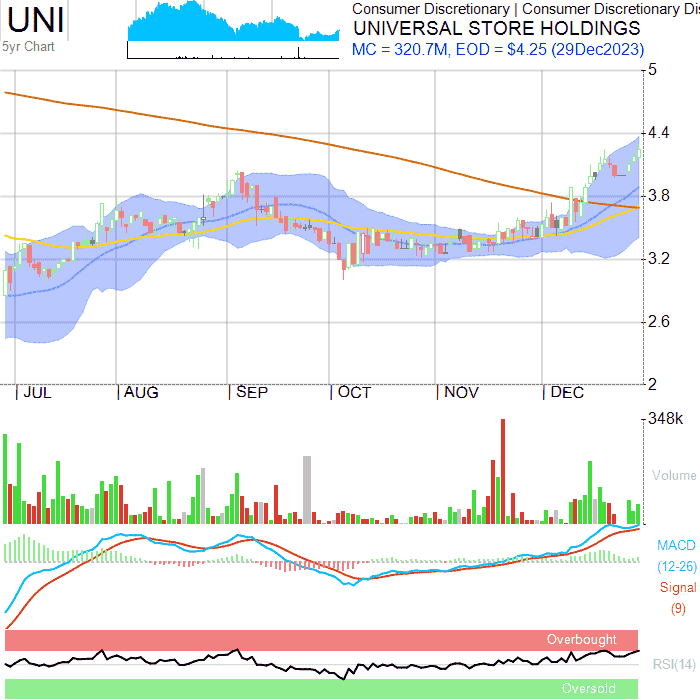 UNI
5yr Chart
Consumer Discretionary | Consumer Discretionary Dis
UNIVERSAL STORE HOLDINGS
MC = 320.7M, EOD = $4.25 (29Dec2023)
5
4.4
3.8
3.2
2.6
2
JUL AUG SEP OCT NOV DEC
348k
Volume
MACD
(12-26)
Signal
(9)
Overbought
RSI(14)
Oversold